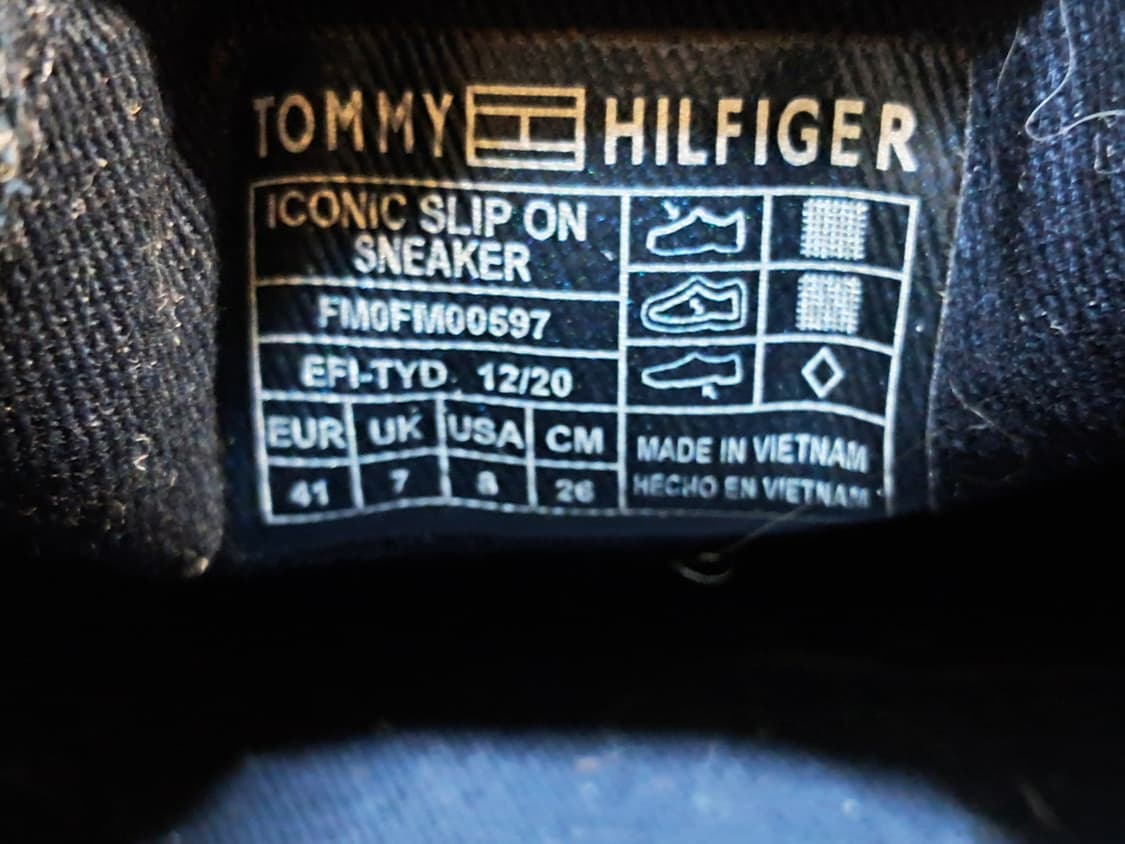 TOMMY HILFIGER
ICONIC SLIP ON
SNEAKER
FM0FM00597
EFI-TYD. 12/20
EUR UK USA CM
41 7 8 26
MADE IN VIETNAM
HECHO EN VIETNAM